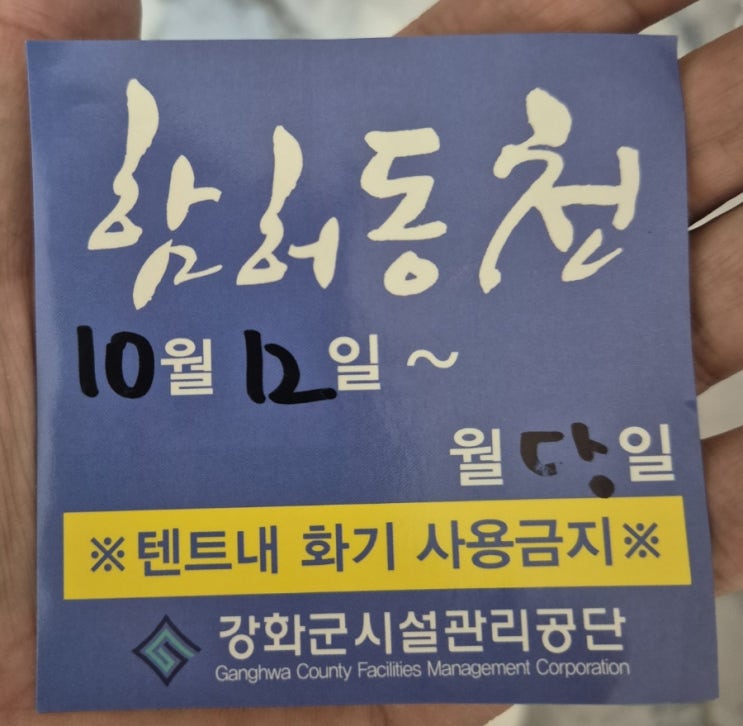 함허동천
10월 12일 ~
월 당일
※텐트내 화기 사용금지※
강화군시설관리공단
Ganghwa County Facilities Management Corporation